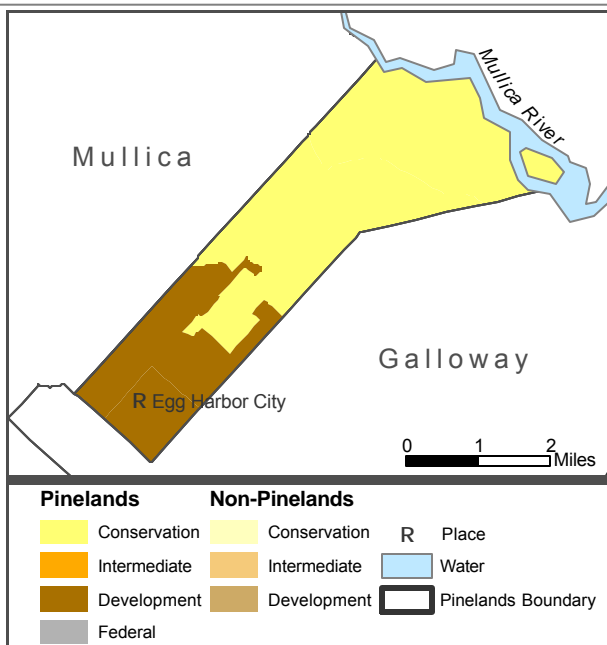 Mullica River
Mullica
Galloway
R Egg Harbor City
0 1 2
Miles
Pinelands Non-Pinelands
Conservation Conservation R Place
Intermediate Intermediate Water
Development Development Pinelands Boundary
Federal